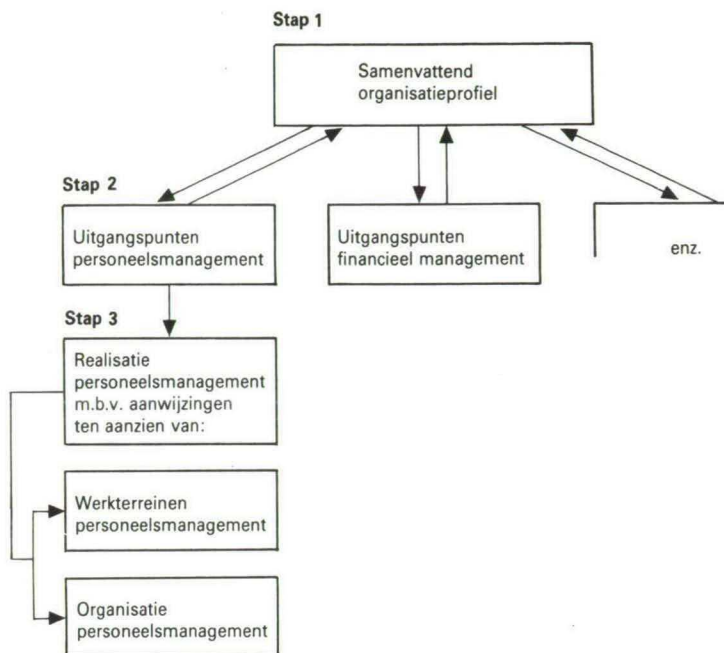 Stap 1
Samenvattend
organisatieprofiel
Stap 2
Uitgangspunten
personeelsmanagement
Uitgangspunten
financieel management
enz.
Stap 3
Realisatie
personeelsmanagement
m.b.v. aanwijzingen
ten aanzien van:
Werkterreinen
personeelsmanagement
Organisatie
personeelsmanagement